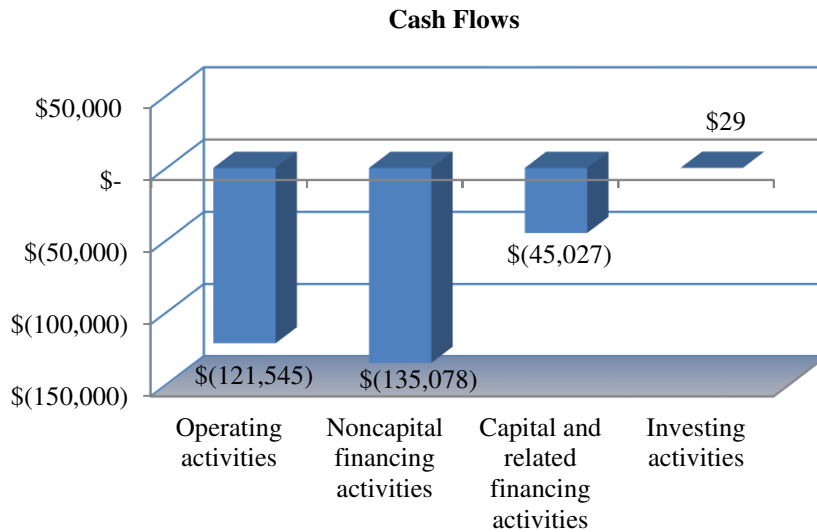 Cash Flows
$50,000
$-
$(50,000)
$(100,000)
$(150,000)
$29
$(45,027)
$(121,545)
$(135,078)
Operating
activities
Noncapital
financing
activities
Capital and
related
financing
activities
Investing
activities